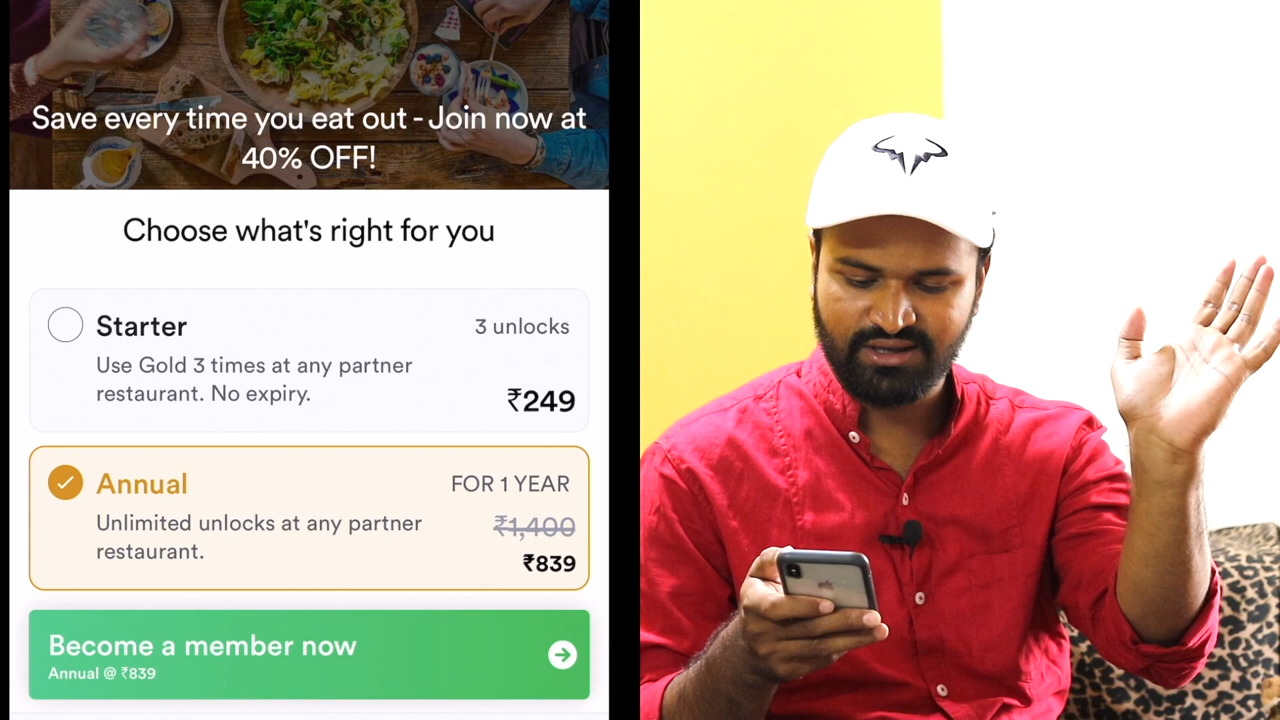 Save every time you eat out - Join now at
40% OFF!
Choose what's right for you
Starter
3 unlocks
Use Gold 3 times at any partner
restaurant. No expiry.
₹249
Annual
FOR 1 YEAR
Unlimited unlocks at any partner
restaurant.
₹1,400
₹839
Become a member now
Annual @ ₹839